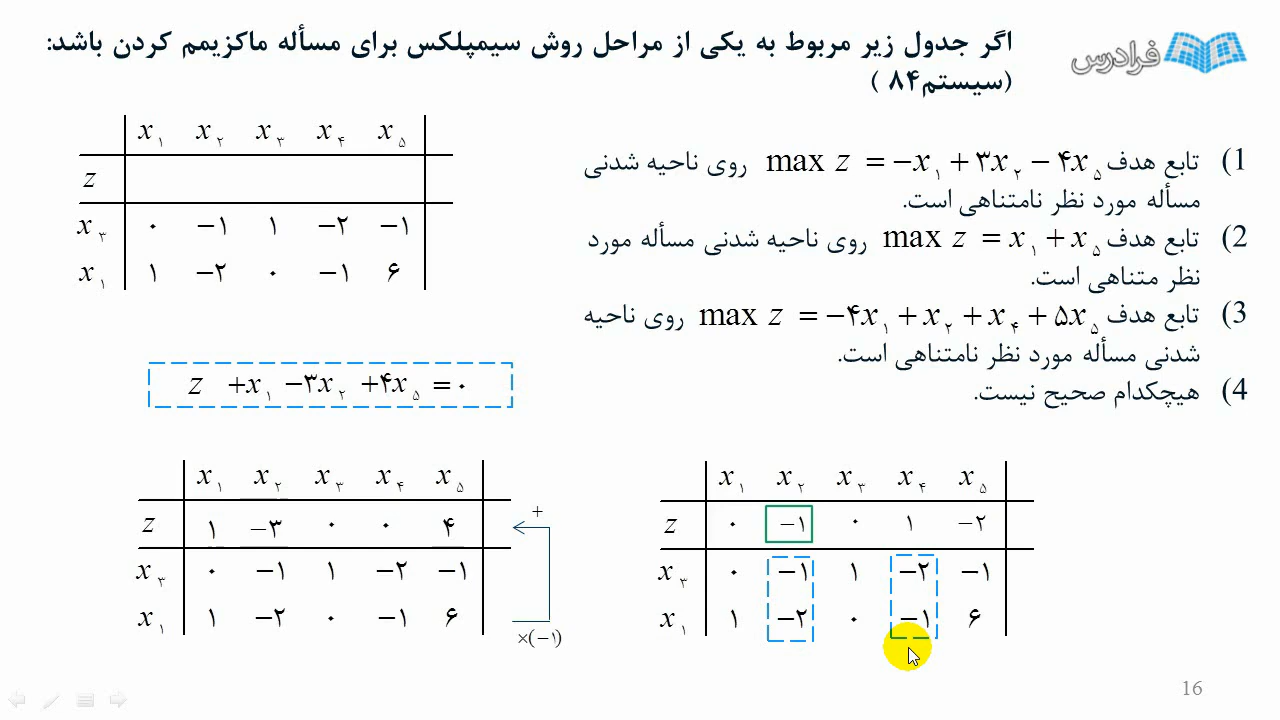 اگر جدول زیر مربوط به یکی از مراحل روش سیمپلکس برای مسأله ماکزیمم کردن باشد:
(سیستم۸۴ )
فرادرس
x۱ x۲ x۳ x۴ x۵
z
x۳ ۰ −۱ ۱ −۲ −۱
x۱ ۱ −۲ ۰ −۱ ۶
1) تابع هدف max z = −x۱ + ۳x۲ − ۴x۵ روی ناحیه شدنی
مسأله مورد نظر نامتناهی است.
2) تابع هدف max z = x۱ + x۵ روی ناحیه شدنی مسأله مورد
نظر متناهی است.
3) تابع هدف max z = −۴x۱ + x۲ + x۴ + ۵x۵ روی ناحیه
شدنی مسأله مورد نظر نامتناهی است.
4) هیچکدام صحیح نیست.
z +x۱ −۳x۲ +۴x۵ = ۰
x۱ x۲ x۳ x۴ x۵
z ۱ −۳ ۰ ۰ ۴
x۳ ۰ −۱ ۱ −۲ −۱
x۱ ۱ −۲ ۰ −۱ ۶
+
×(−۱)
x۱ x۲ x۳ x۴ x۵
z ۰ −۱ ۰ ۱ −۲
x۳ ۰ −۱ ۱ −۲ −۱
x۱ ۱ −۲ ۰ −۱ ۶
16